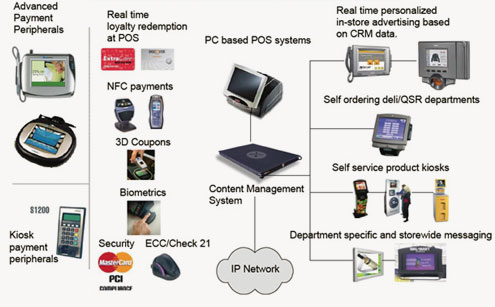 Advanced
Payment
Peripherals
Real time
loyalty redemption
at POS
ExtraCare
NFC payments
3D Coupons
Biometrics
$1200
Kiosk
payment
peripherals
Security
ECC/Check 21
MasterCard
PCI
COMPLIANCE
PC based POS systems
Content Management
System
IP Network
Real time personalized
in-store advertising based
on CRM data.
Self ordering deli/QSR departments
Self service product kiosks
Department specific and storewide messaging